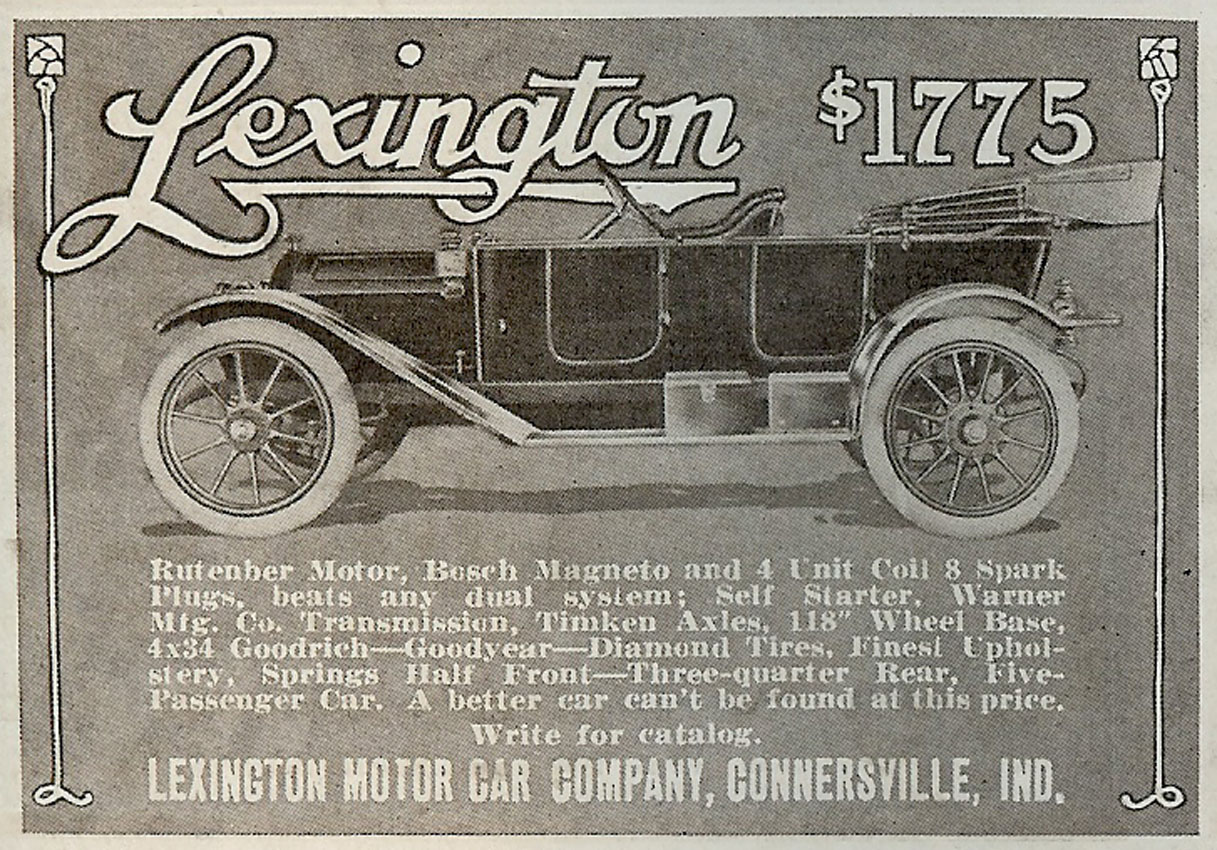 Lexington $1775
Rutenber Motor, Bosch Magneto and 4 Unit Coil 8 Spark
Plugs, beats any dual system; Self Starter, Warner
Mfg. Co. Transmission, Timken Axles, 118" Wheel Base,
4x34 Goodrich—Goodyear—Diamond Tires, Finest Uphol-
stery, Springs Half Front—Three-quarter Rear, Five-
Passenger Car. A better car can't be found at this price.
Write for catalog.
LEXINGTON MOTOR CAR COMPANY, CONNERSVILLE, IND.